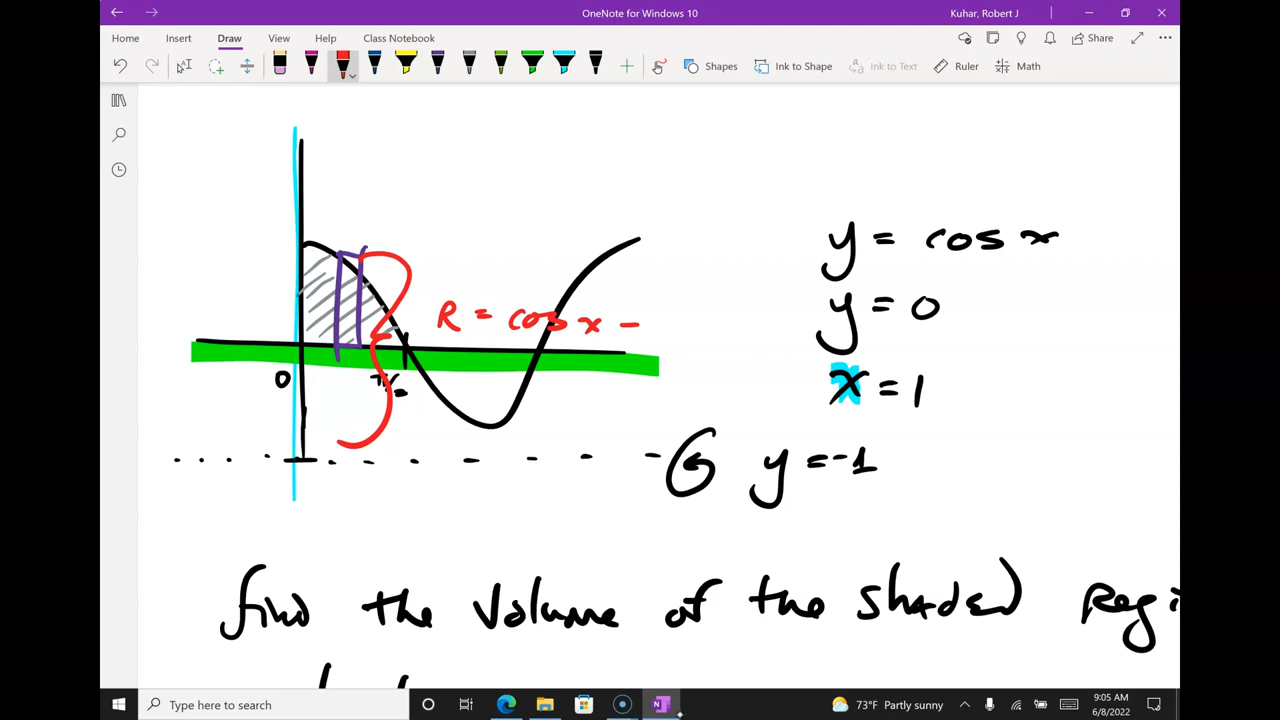 OneNote for Windows 10
Kuhar, Robert J
Home Insert Draw View Help Class Notebook
Share
Shapes Ink to Shape Ink to Text Ruler Math
y = cos x
y = 0
R = cos x -
0
π/2
x = 1
y = -1
find the volume of the shaded regi
Type here to search
73°F Partly sunny
9:05 AM
6/8/2022